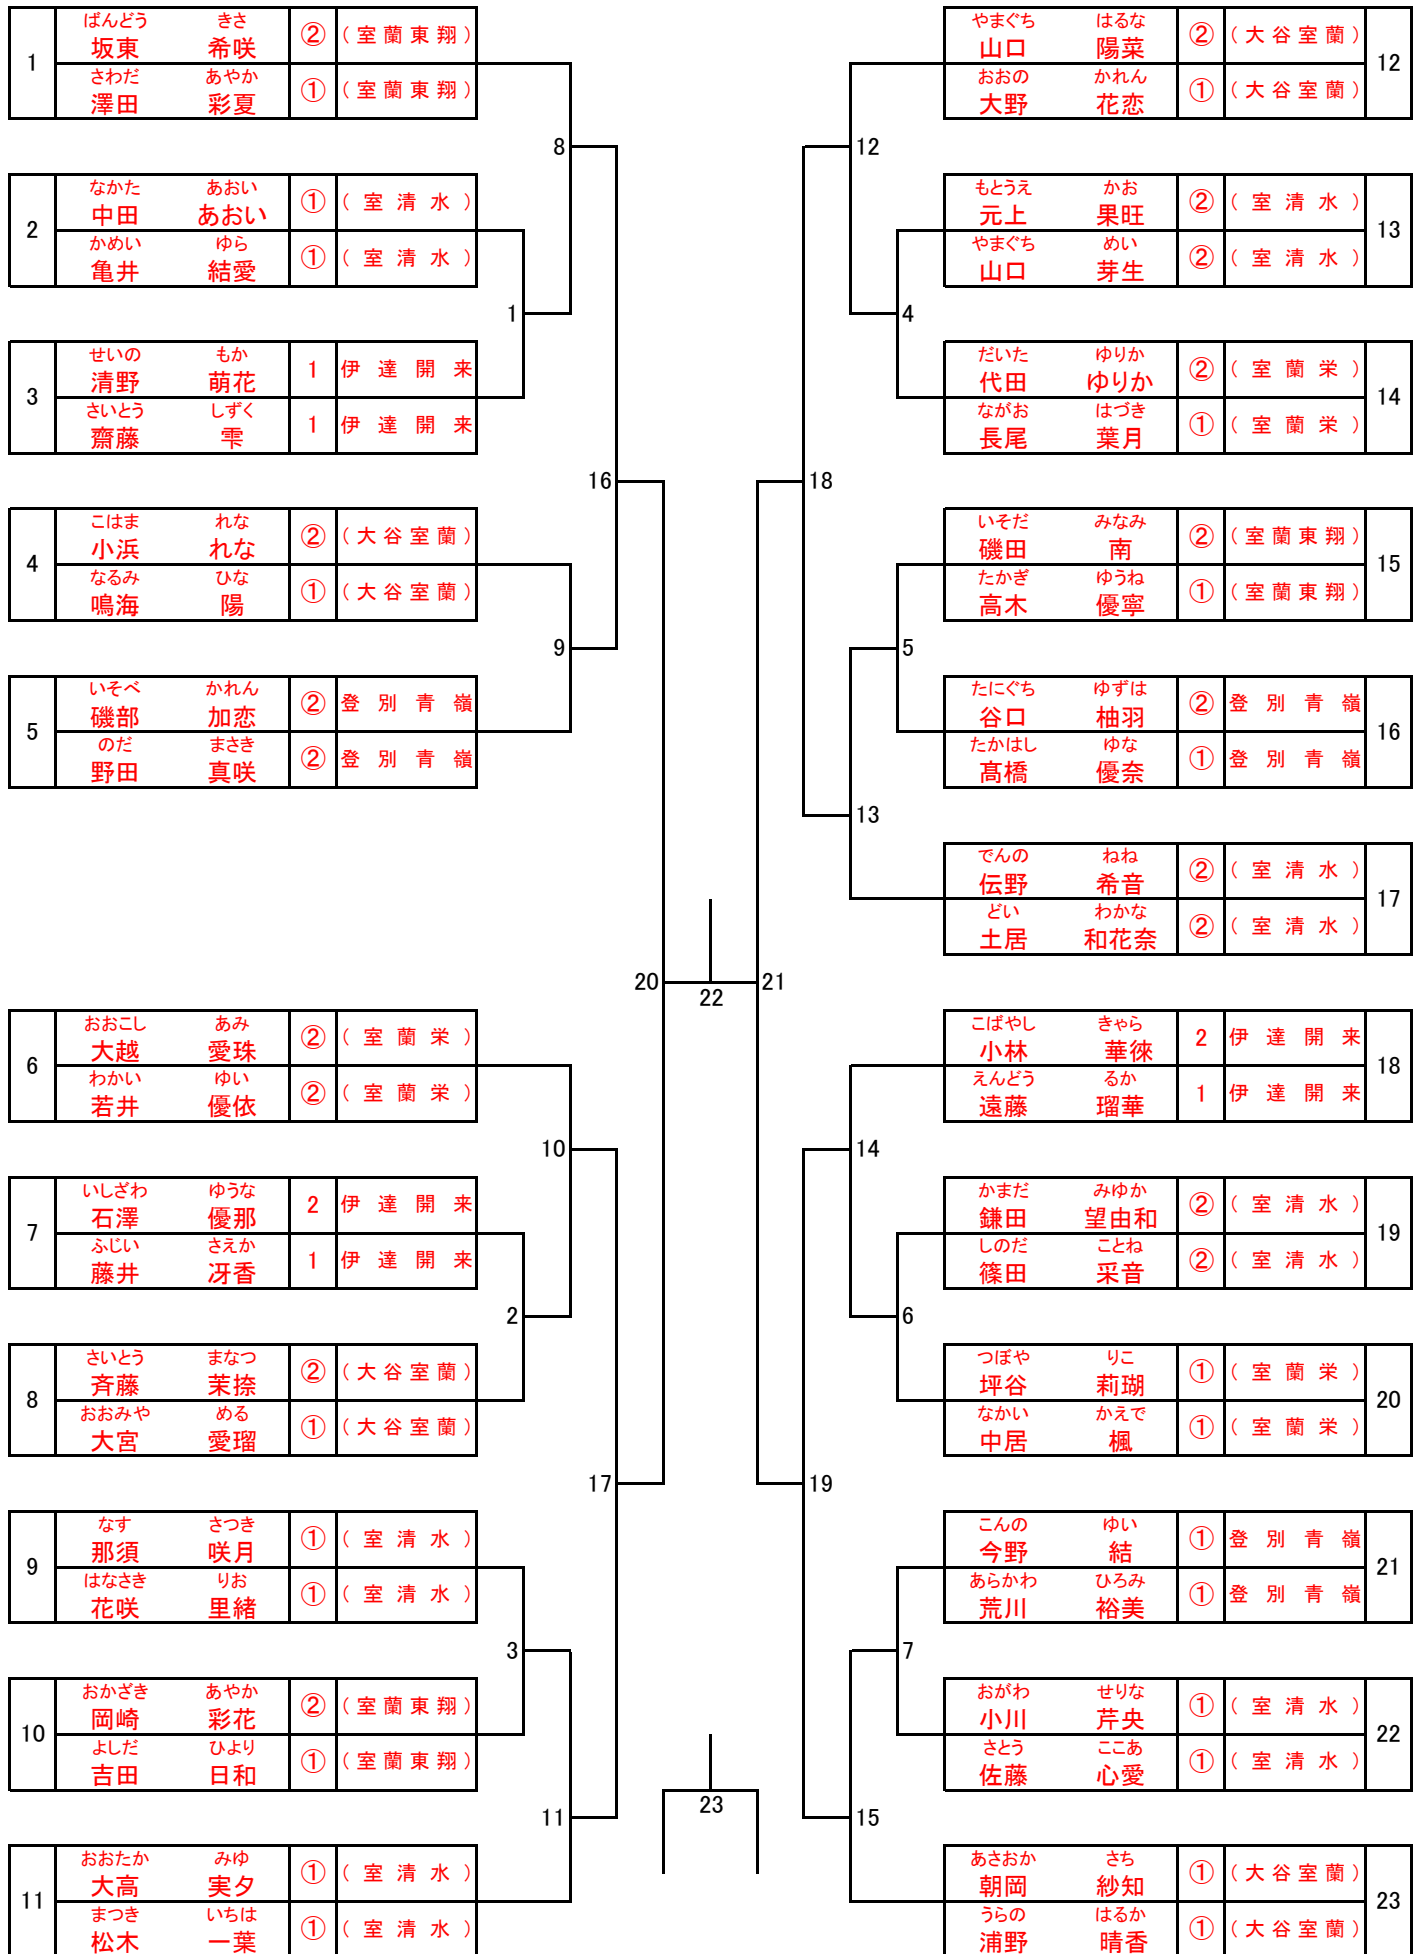 1
ばんどう きさ
坂東 希咲 ② (室蘭東翔)
さわだ あやか
澤田 彩夏 ① (室蘭東翔)
2
なかた あおい
中田 あおい ① (室清水)
かめい ゆら
亀井 結愛 ① (室清水)
3
せいの もか
清野 萌花 1 伊達開来
さいとう しずく
齋藤 雫 1 伊達開来
4
こはま れな
小浜 れな ② (大谷室蘭)
なるみ ひな
鳴海 陽 ① (大谷室蘭)
5
いそべ かれん
磯部 加恋 ② 登別青嶺
のだ まさき
野田 真咲 ② 登別青嶺
6
おおこし あみ
大越 愛珠 ② (室蘭栄)
わかい ゆい
若井 優依 ② (室蘭栄)
7
いしざわ ゆうな
石澤 優那 2 伊達開来
ふじい さえか
藤井 冴香 1 伊達開来
8
さいとう まなつ
斉藤 茉捺 ② (大谷室蘭)
おおみや める
大宮 愛瑠 ① (大谷室蘭)
9
なす さつき
那須 咲月 ① (室清水)
はなさき りお
花咲 里緒 ① (室清水)
10
おかざき あやか
岡崎 彩花 ② (室蘭東翔)
よしだ ひより
吉田 日和 ① (室蘭東翔)
11
おおたか みゆ
大高 実夕 ① (室清水)
まつき いちは
松木 一葉 ① (室清水)
8
1
16
9
20
10
2
17
3
11
22
23
12
4
18
5
13
21
14
6
19
7
15
やまぐち はるな
山口 陽菜 ② (大谷室蘭)
おおの かれん
大野 花恋 ① (大谷室蘭)
12
もとうえ かお
元上 果旺 ② (室清水)
やまぐち めい
山口 芽生 ② (室清水)
13
だいた ゆりか
代田 ゆりか ② (室蘭栄)
ながお はづき
長尾 葉月 ① (室蘭栄)
14
いそだ みなみ
磯田 南 ② (室蘭東翔)
たかぎ ゆうね
高木 優寧 ① (室蘭東翔)
15
たにぐち ゆずは
谷口 柚羽 ② 登別青嶺
たかはし ゆな
髙橋 優奈 ① 登別青嶺
16
でんの ねね
伝野 希音 ② (室清水)
どい わかな
土居 和花奈 ② (室清水)
17
こばやし きゃら
小林 華徠 2 伊達開来
えんどう るか
遠藤 瑠華 1 伊達開来
18
かまだ みゆか
鎌田 望由和 ② (室清水)
しのだ ことね
篠田 采音 ② (室清水)
19
つぼや りこ
坪谷 莉瑚 ① (室蘭栄)
なかい かえで
中居 楓 ① (室蘭栄)
20
こんの ゆい
今野 結 ① 登別青嶺
あらかわ ひろみ
荒川 裕美 ① 登別青嶺
21
おがわ せりな
小川 芹央 ① (室清水)
さとう ここあ
佐藤 心愛 ① (室清水)
22
あさおか さち
朝岡 紗知 ① (大谷室蘭)
うらの はるか
浦野 晴香 ① (大谷室蘭)
23